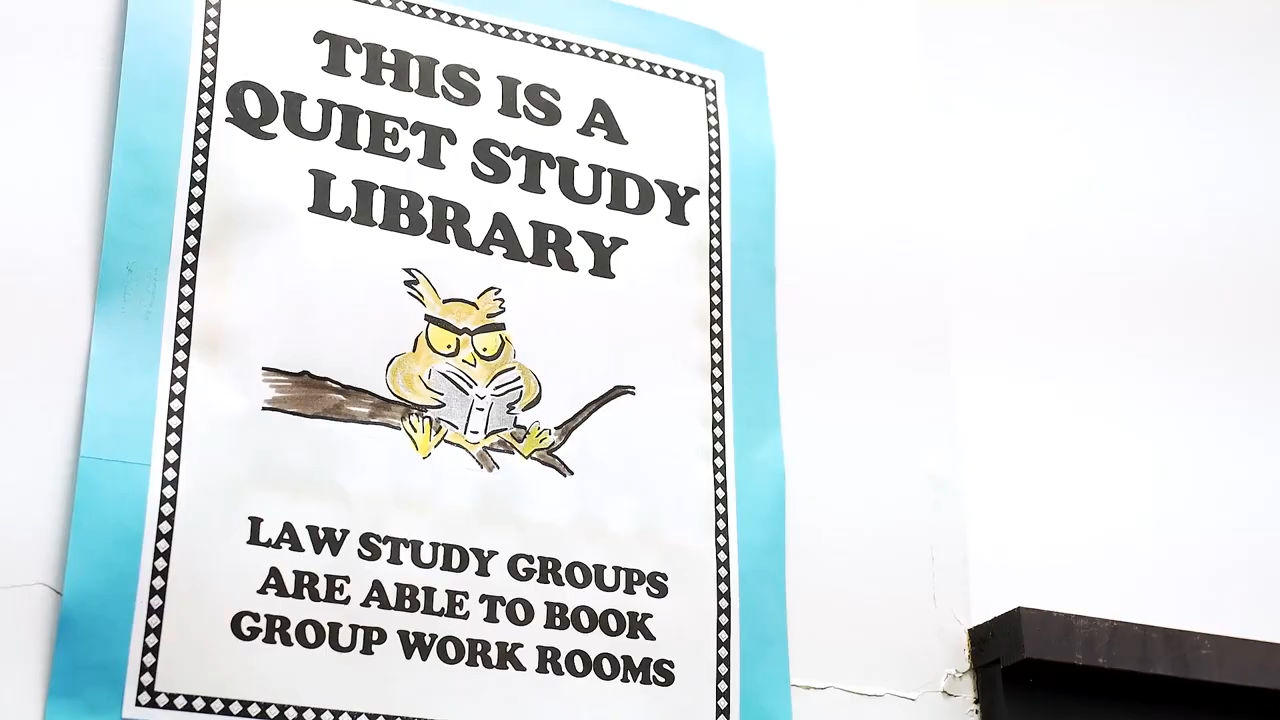 THIS IS A
QUIET STUDY
LIBRARY
LAW STUDY GROUPS
ARE ABLE TO BOOK
GROUP WORK ROOMS